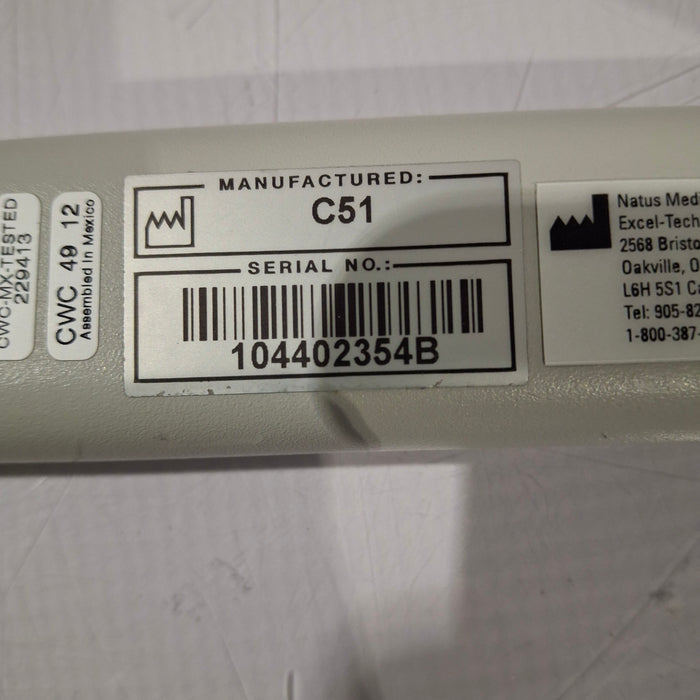 CWC-MX-TESTED
229413
CWC 49 12
Assembled in Mexico
MANUFACTURED:
C51
SERIAL NO.:
104402354B
Natus Medi
Excel-Tech
2568 Bristo
Oakville, O
L6H 5S1 Ca
Tel: 905-82
1-800-387-